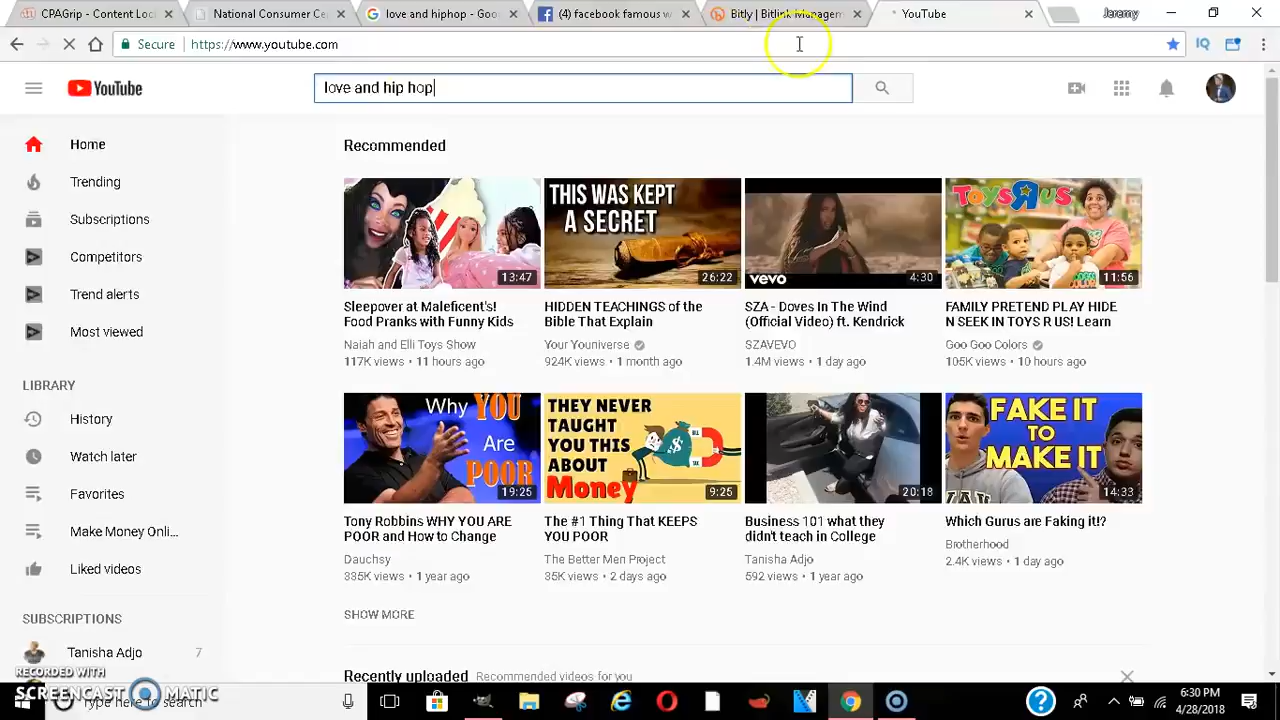 CPAGrip - Content Locki
National Consumer Ce
love and hiphop - Goo
(4) facebook famous w
Bitly | Bitlink Managem
YouTube
Jeremy
Secure https://www.youtube.com
YouTube
love and hip hop
Home
Trending
Subscriptions
Competitors
Trend alerts
Most viewed
LIBRARY
History
Watch later
Favorites
Make Money Onli...
Liked videos
SUBSCRIPTIONS
Tanisha Adjo 7
Recommended
13:47
Sleepover at Maleficent's!
Food Pranks with Funny Kids
Naiah and Elli Toys Show
117K views • 11 hours ago
THIS WAS KEPT
A SECRET
26:22
HIDDEN TEACHINGS of the
Bible That Explain
Your Youniverse
924K views • 1 month ago
vevo
4:30
SZA - Doves In The Wind
(Official Video) ft. Kendrick
SZAVEVO
1.4M views • 1 day ago
TOYS R US
11:56
FAMILY PRETEND PLAY HIDE
N SEEK IN TOYS R US! Learn
Goo Goo Colors
105K views • 10 hours ago
Why YOU
Are
POOR
19:25
Tony Robbins WHY YOU ARE
POOR and How to Change
Dauchsy
335K views • 1 year ago
THEY NEVER
TAUGHT
YOU THIS
ABOUT
Money
9:25
The #1 Thing That KEEPS
YOU POOR
The Better Men Project
35K views • 2 days ago
20:18
Business 101 what they
didn't teach in College
Tanisha Adjo
592 views • 1 year ago
FAKE IT
TO
MAKE IT
14:33
Which Gurus are Faking it!?
Brotherhood
2.4K views • 1 day ago
SHOW MORE
Recently uploaded Recommended videos for you
RECORDED WITH
SCREENCAST MATIC
Type here to search
6:30 PM
4/28/2018